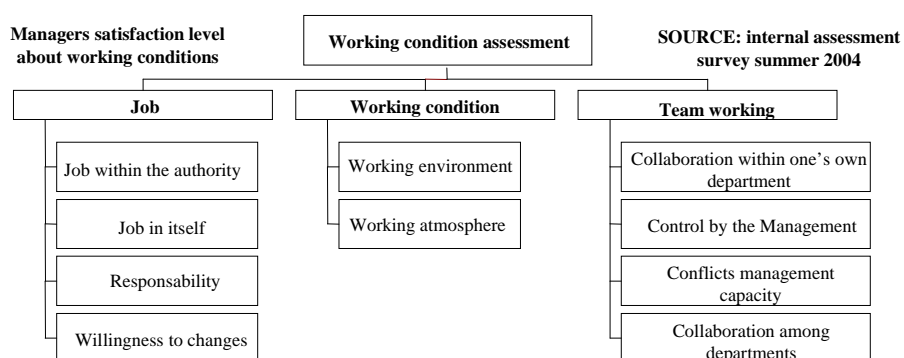 Managers satisfaction level
about working conditions
Working condition assessment
SOURCE: internal assessment
survey summer 2004
Job
Working condition
Team working
Job within the authority
Job in itself
Responsability
Willingness to changes
Working environment
Working atmosphere
Collaboration within one's own
department
Control by the Management
Conflicts management
capacity
Collaboration among
departments